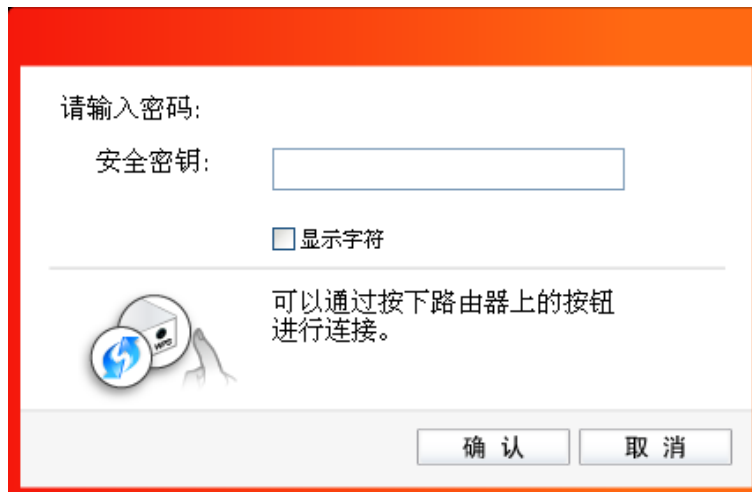 请输入密码:
安全密钥:
显示字符
可以通过按下路由器上的按钮
进行连接。
WPS
确 认
取 消